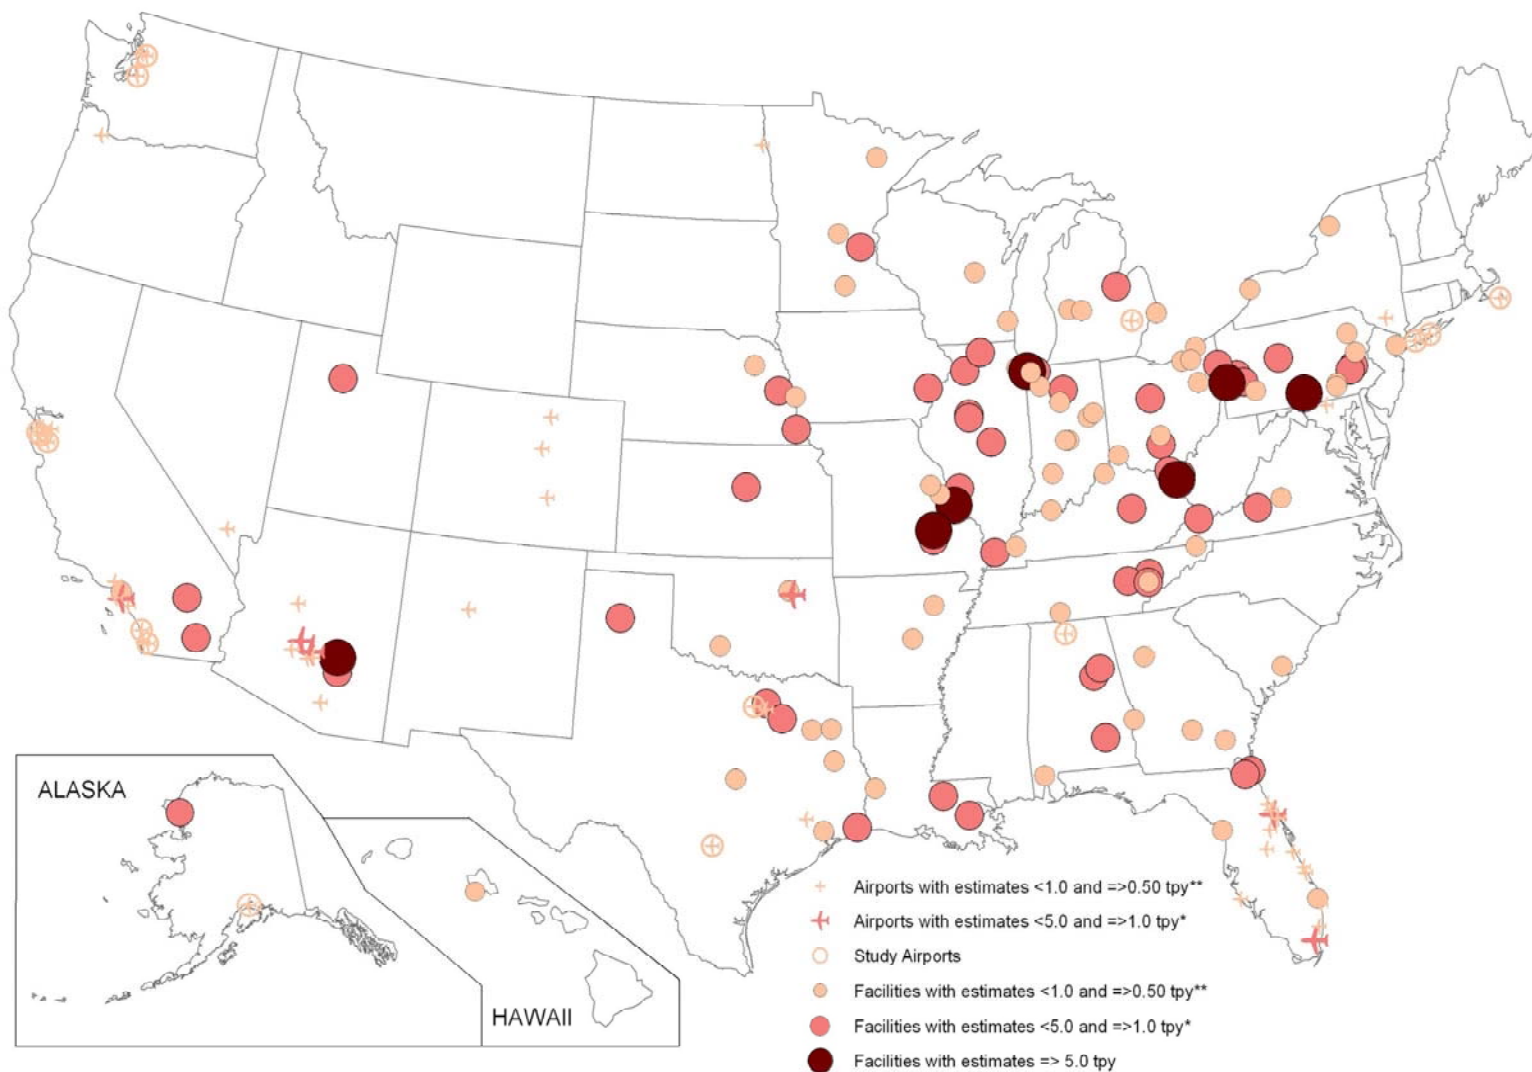 ALASKA
HAWAII
Airports with estimates <1.0 and =>0.50 tpy**
Airports with estimates <5.0 and =>1.0 tpy*
Study Airports
Facilities with estimates <1.0 and =>0.50 tpy**
Facilities with estimates <5.0 and =>1.0 tpy*
Facilities with estimates => 5.0 tpy